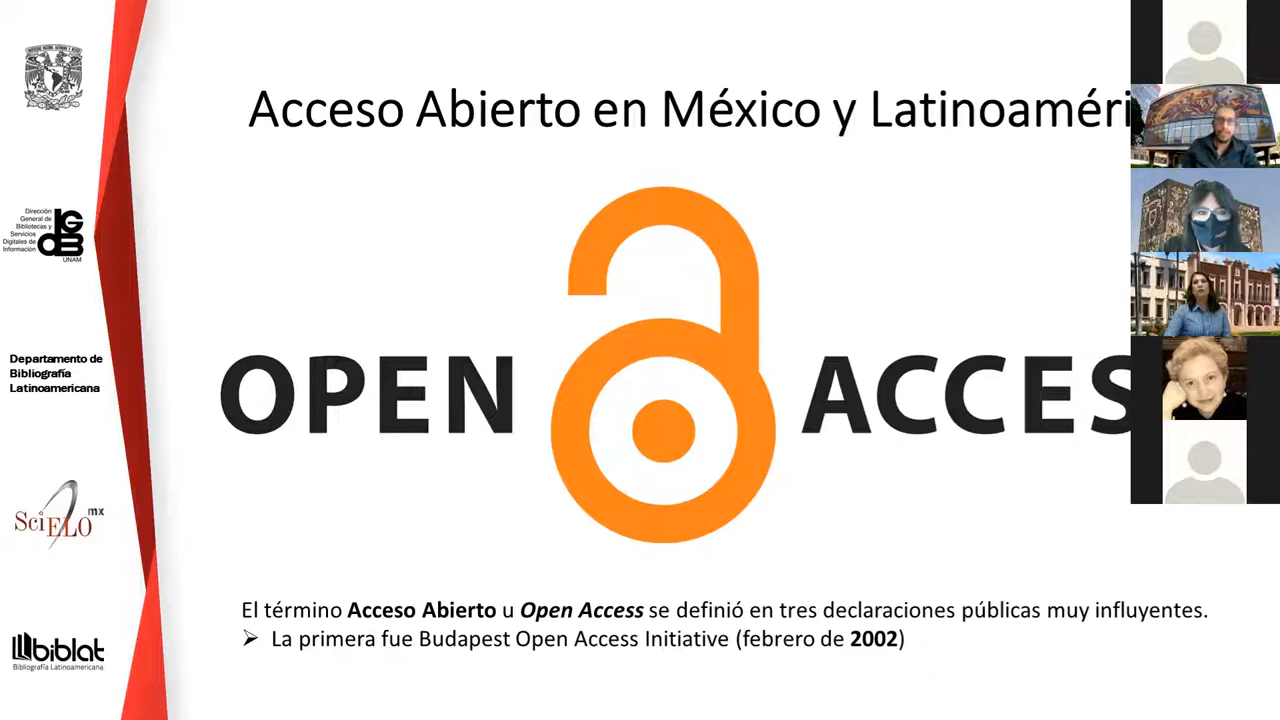 Acceso Abierto en México y Latinoaméri
Dirección
General de
Bibliotecas y
Servicios
Digitales de
Información
DGB
UNAM
Departamento de
Bibliografía
Latinoamericana
OPEN ACCES
SciELO mx
El término Acceso Abierto u Open Access se definió en tres declaraciones públicas muy influyentes.
➢ La primera fue Budapest Open Access Initiative (febrero de 2002)
biblat
Bibliografía Latinoamericana